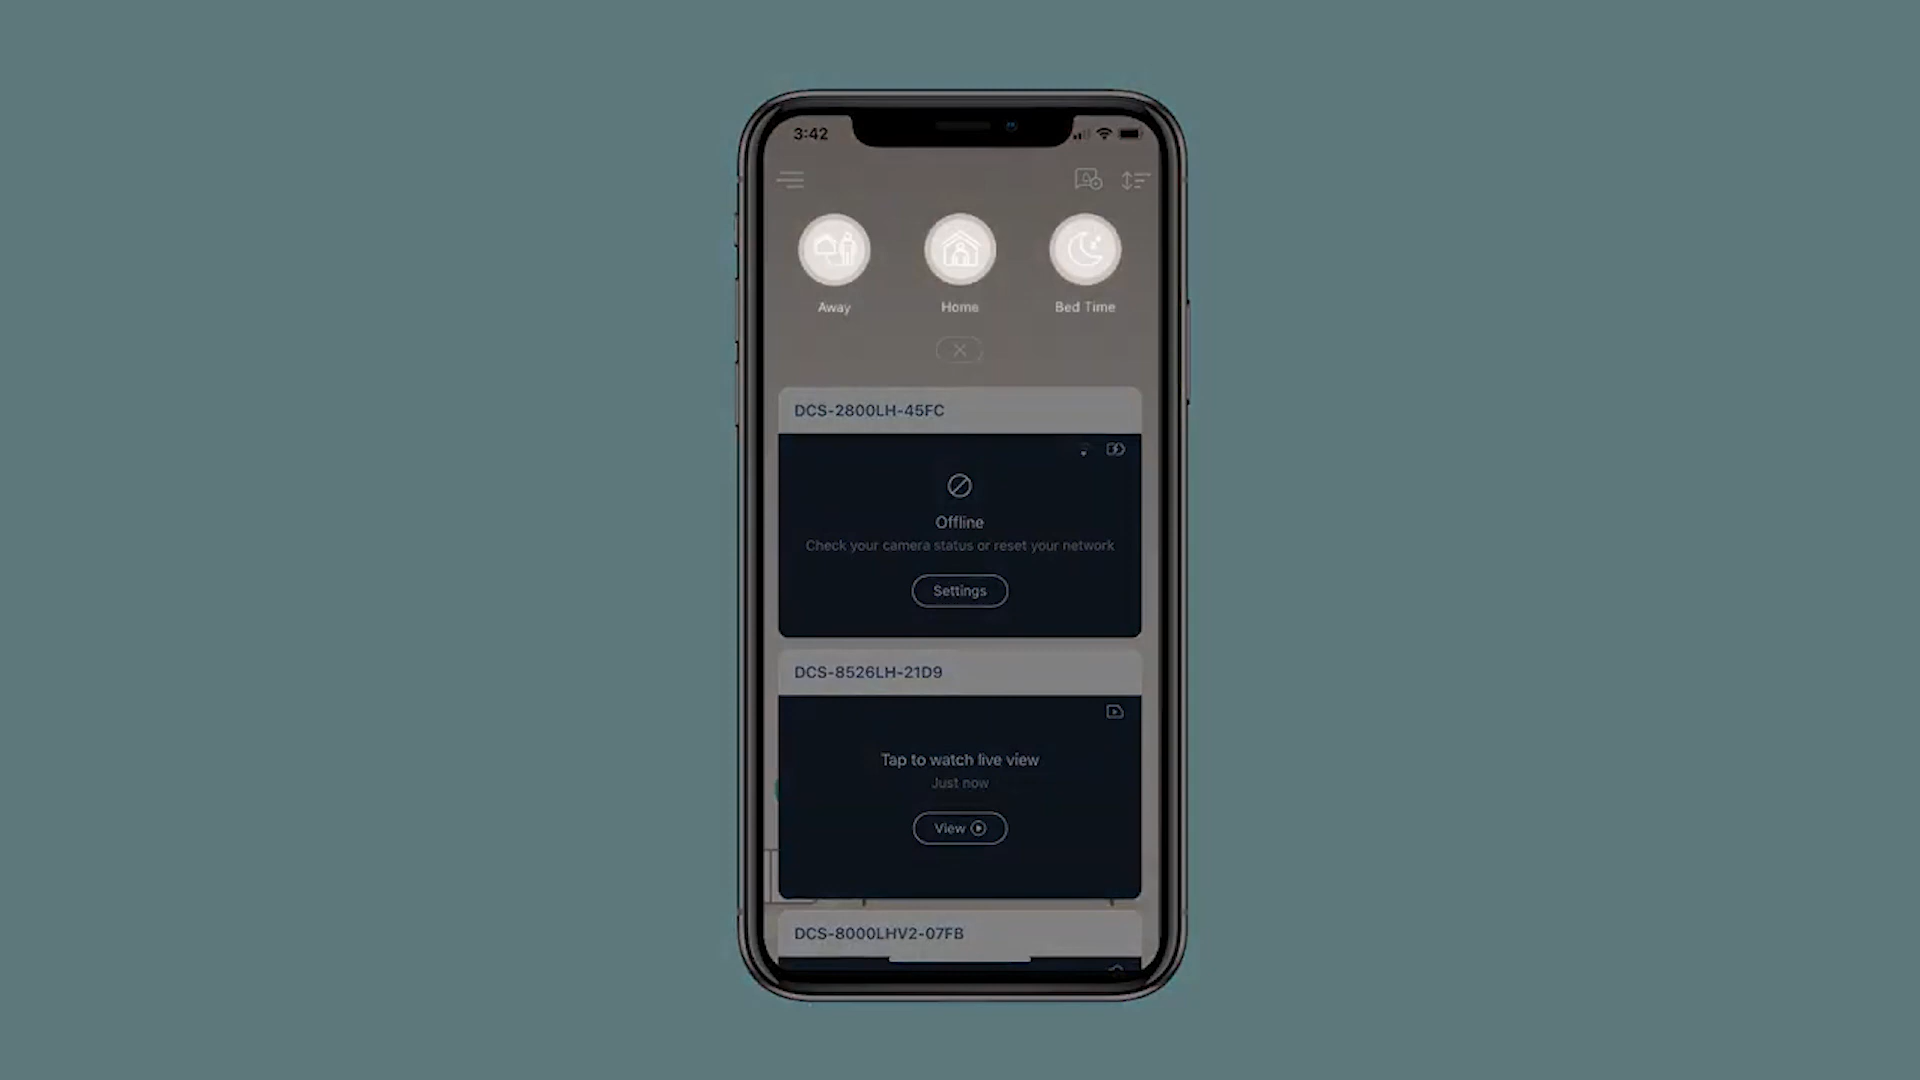 3:42
Away
Home
Bed Time
DCS-2800LH-45FC
Offline
Check your camera status or reset your network
Settings
DCS-8526LH-21D9
Tap to watch live view
Just now
View
DCS-8000LHV2-07FB